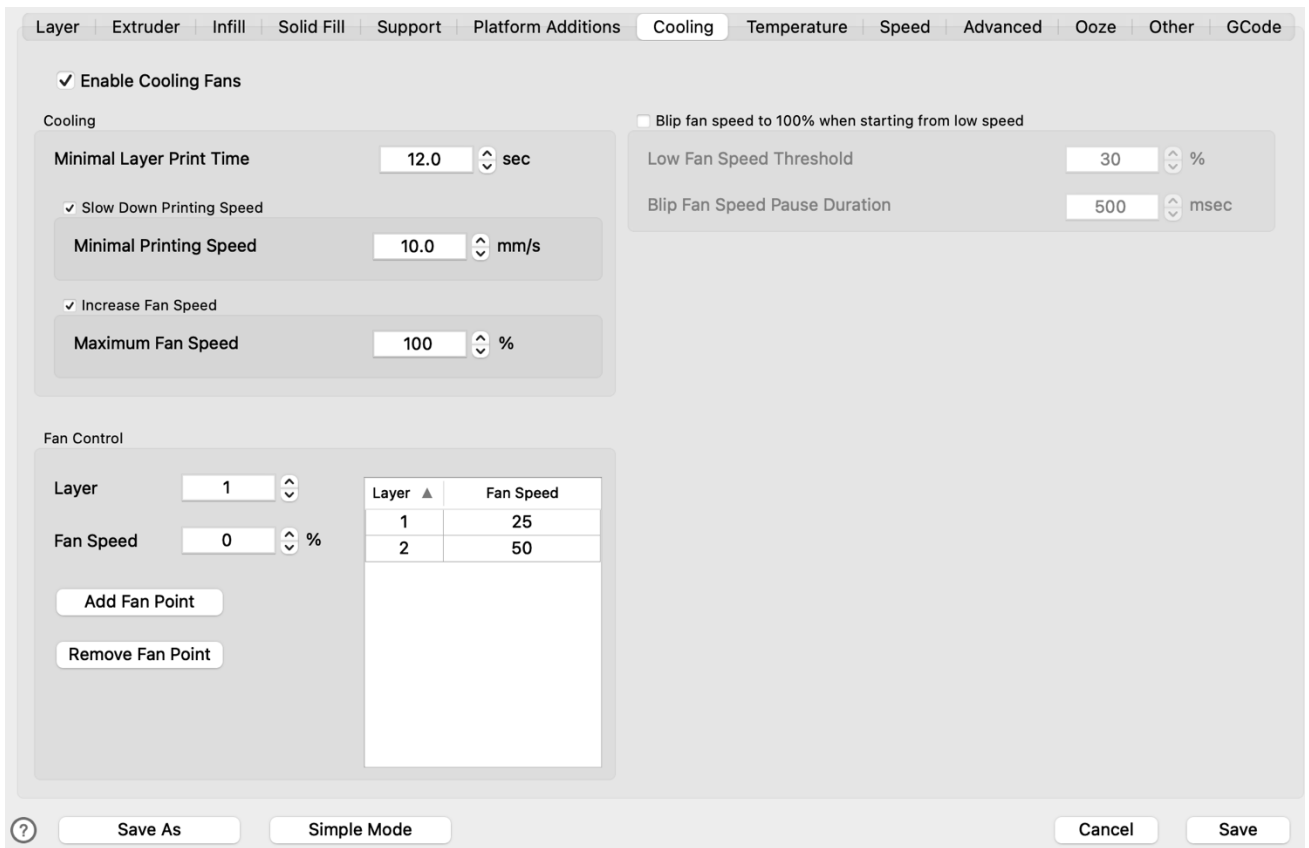 Layer Extruder Infill Solid Fill Support Platform Additions Cooling Temperature Speed Advanced Ooze Other GCode
Enable Cooling Fans
Cooling
Minimal Layer Print Time 12.0 sec
Slow Down Printing Speed
Minimal Printing Speed 10.0 mm/s
Increase Fan Speed
Maximum Fan Speed 100 %
Blip fan speed to 100% when starting from low speed
Low Fan Speed Threshold 30 %
Blip Fan Speed Pause Duration 500 msec
Fan Control
Layer 1
Fan Speed 0 %
Add Fan Point
Remove Fan Point
Layer ▲ Fan Speed
1 25
2 50
? Save As Simple Mode Cancel Save